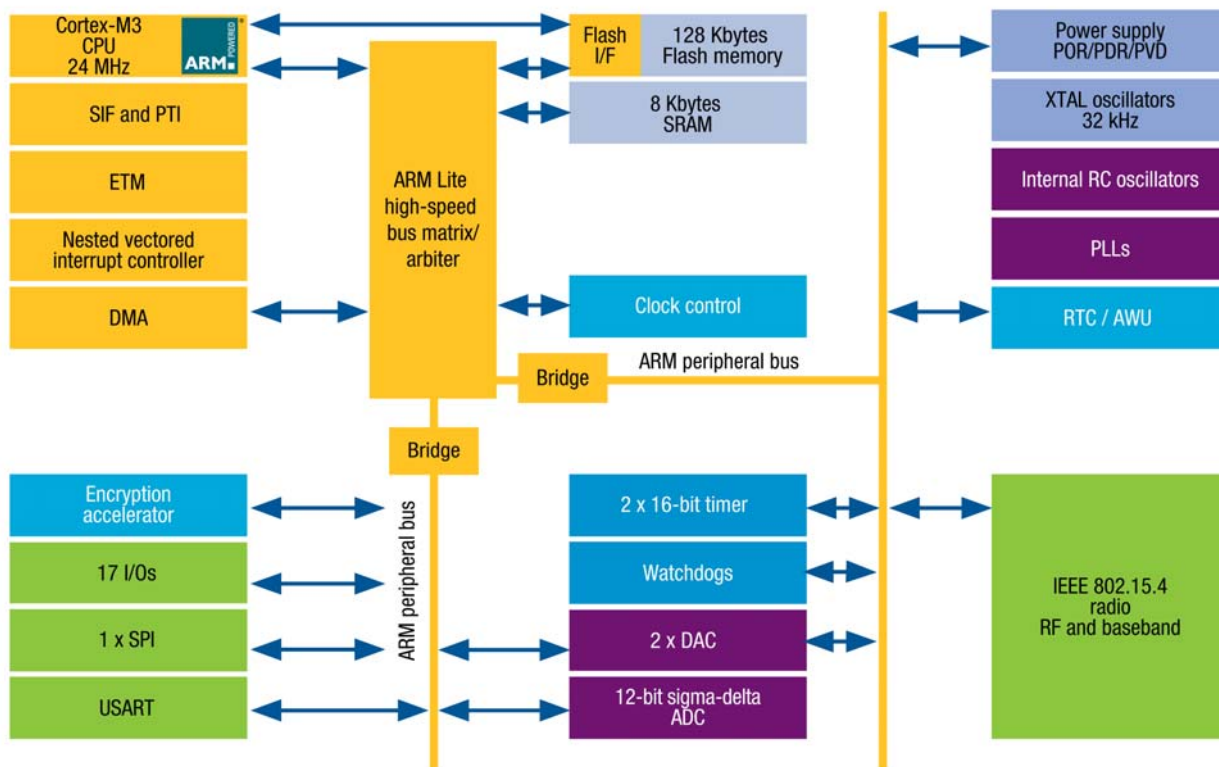 Cortex-M3
CPU
24 MHz
ARM
POWERED
®
SIF and PTI
ETM
Nested vectored
interrupt controller
DMA
ARM Lite
high-speed
bus matrix/
arbiter
Flash
I/F
128 Kbytes
Flash memory
8 Kbytes
SRAM
Clock control
Bridge
ARM peripheral bus
Bridge
ARM peripheral bus
Power supply
POR/PDR/PVD
XTAL oscillators
32 kHz
Internal RC oscillators
PLLs
RTC / AWU
Encryption
accelerator
17 I/Os
1 x SPI
USART
2 x 16-bit timer
Watchdogs
2 x DAC
12-bit sigma-delta
ADC
IEEE 802.15.4
radio
RF and baseband